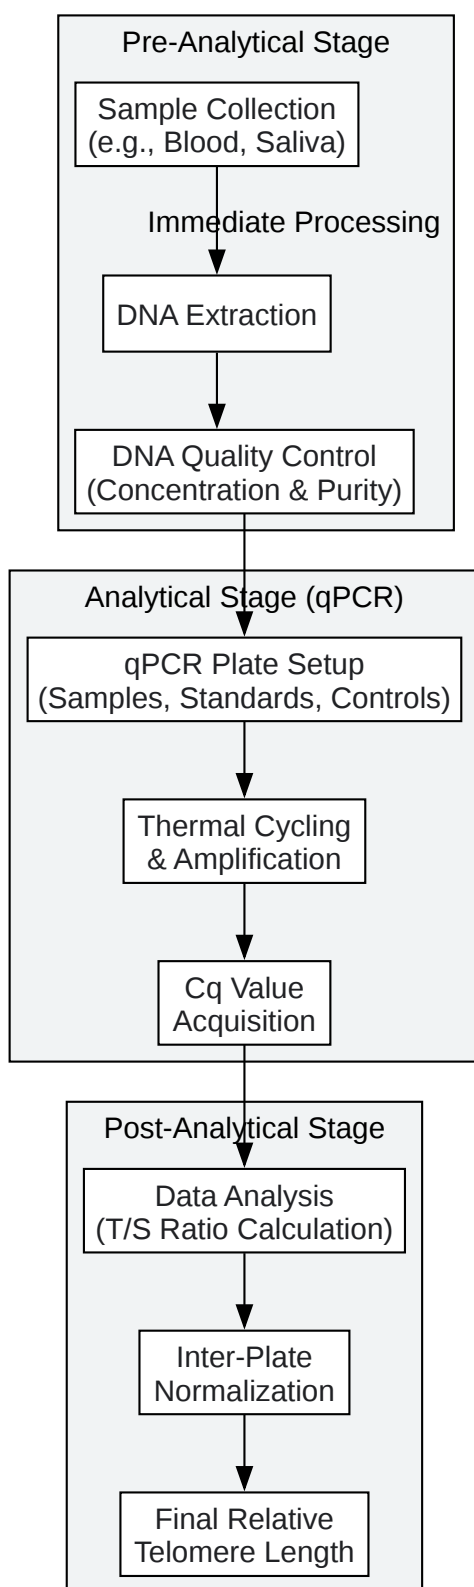 Pre-Analytical Stage
Sample Collection
(e.g., Blood, Saliva)
Immediate Processing
DNA Extraction
DNA Quality Control
(Concentration & Purity)
Analytical Stage (qPCR)
qPCR Plate Setup
(Samples, Standards, Controls)
Thermal Cycling
& Amplification
Cq Value
Acquisition
Post-Analytical Stage
Data Analysis
(T/S Ratio Calculation)
Inter-Plate
Normalization
Final Relative
Telomere Length